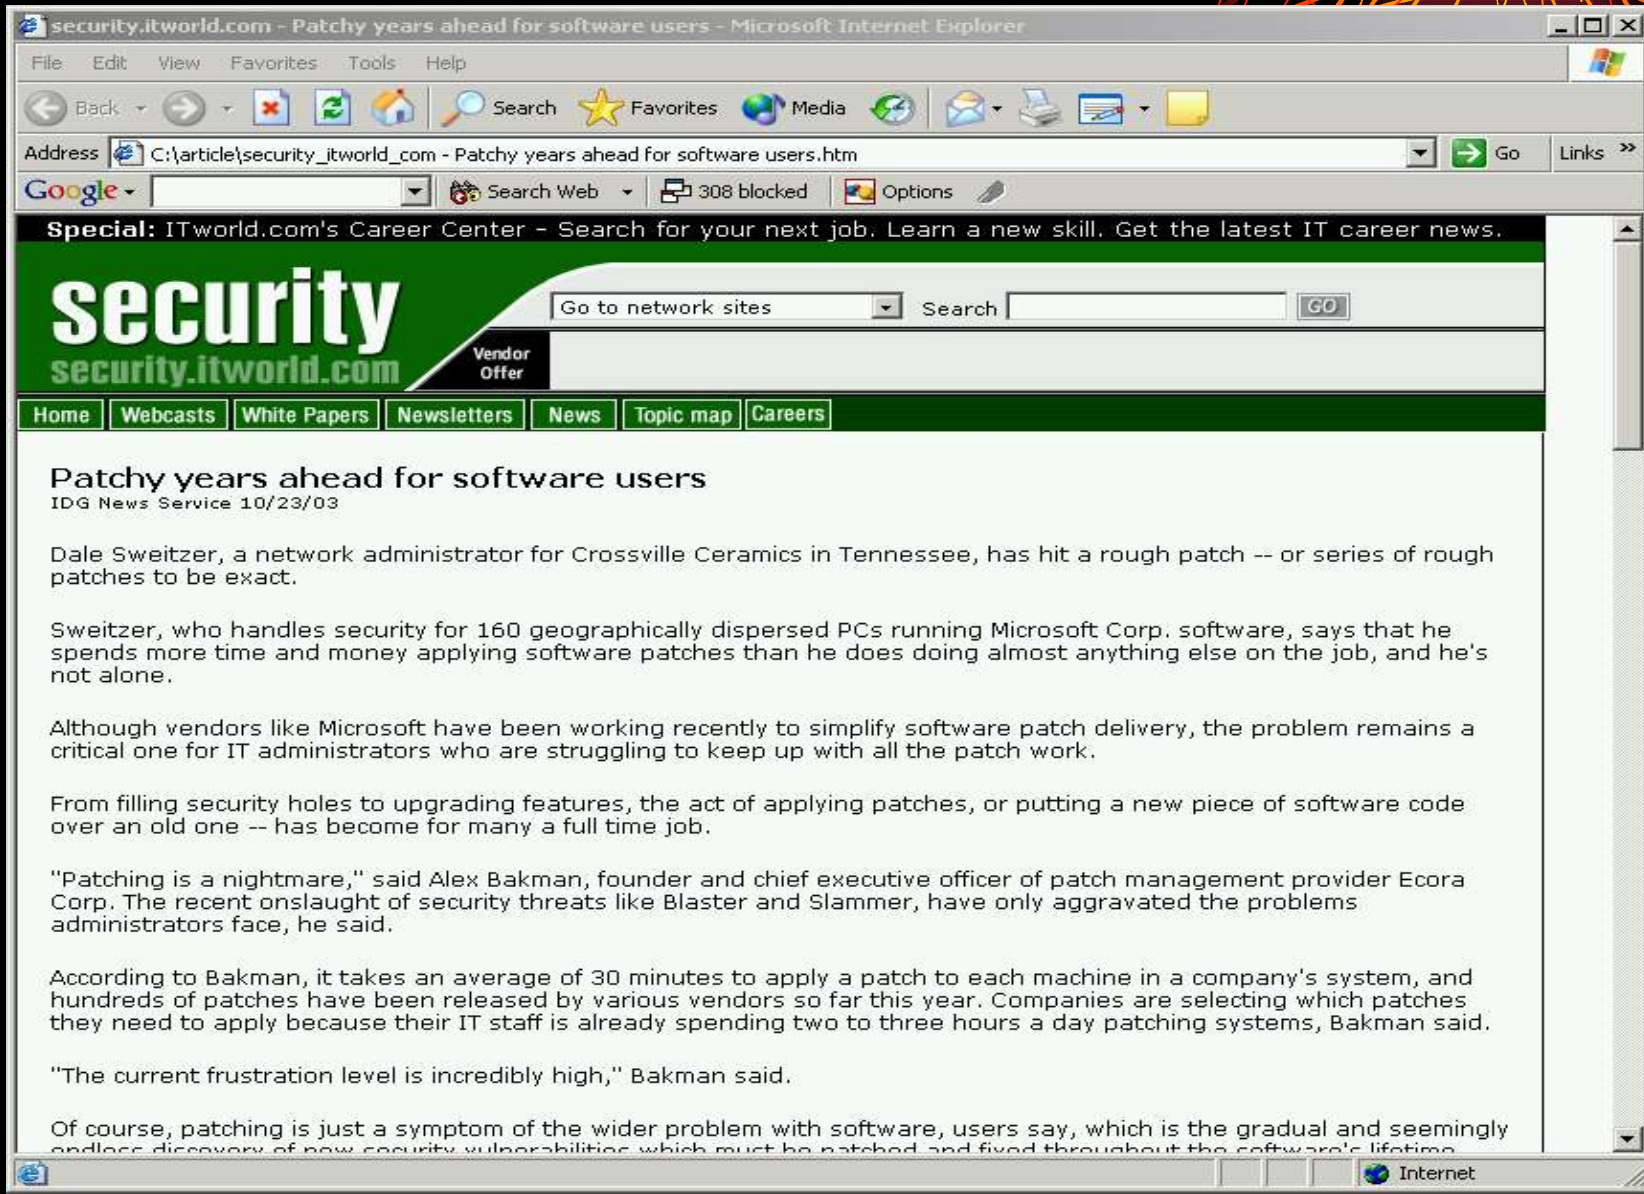 security.itworld.com - Patchy years ahead for software users - Microsoft Internet Explorer
File Edit View Favorites Tools Help
Back Search Favorites Media
Address C:\article\security_itworld_com - Patchy years ahead for software users.htm Go Links »
Google Search Web 308 blocked Options
Special: ITworld.com's Career Center – Search for your next job. Learn a new skill. Get the latest IT career news.
security
security.itworld.com
Go to network sites Search GO
Vendor
Offer
Home Webcasts White Papers Newsletters News Topic map Careers
Patchy years ahead for software users
IDG News Service 10/23/03
Dale Sweitzer, a network administrator for Crossville Ceramics in Tennessee, has hit a rough patch -- or series of rough
patches to be exact.
Sweitzer, who handles security for 160 geographically dispersed PCs running Microsoft Corp. software, says that he
spends more time and money applying software patches than he does doing almost anything else on the job, and he's
not alone.
Although vendors like Microsoft have been working recently to simplify software patch delivery, the problem remains a
critical one for IT administrators who are struggling to keep up with all the patch work.
From filling security holes to upgrading features, the act of applying patches, or putting a new piece of software code
over an old one -- has become for many a full time job.
"Patching is a nightmare," said Alex Bakman, founder and chief executive officer of patch management provider Ecora
Corp. The recent onslaught of security threats like Blaster and Slammer, have only aggravated the problems
administrators face, he said.
According to Bakman, it takes an average of 30 minutes to apply a patch to each machine in a company's system, and
hundreds of patches have been released by various vendors so far this year. Companies are selecting which patches
they need to apply because their IT staff is already spending two to three hours a day patching systems, Bakman said.
"The current frustration level is incredibly high," Bakman said.
Of course, patching is just a symptom of the wider problem with software, users say, which is the gradual and seemingly
endless discovery of new security vulnerabilities which must be patched and fixed throughout the software's lifetime.
Internet